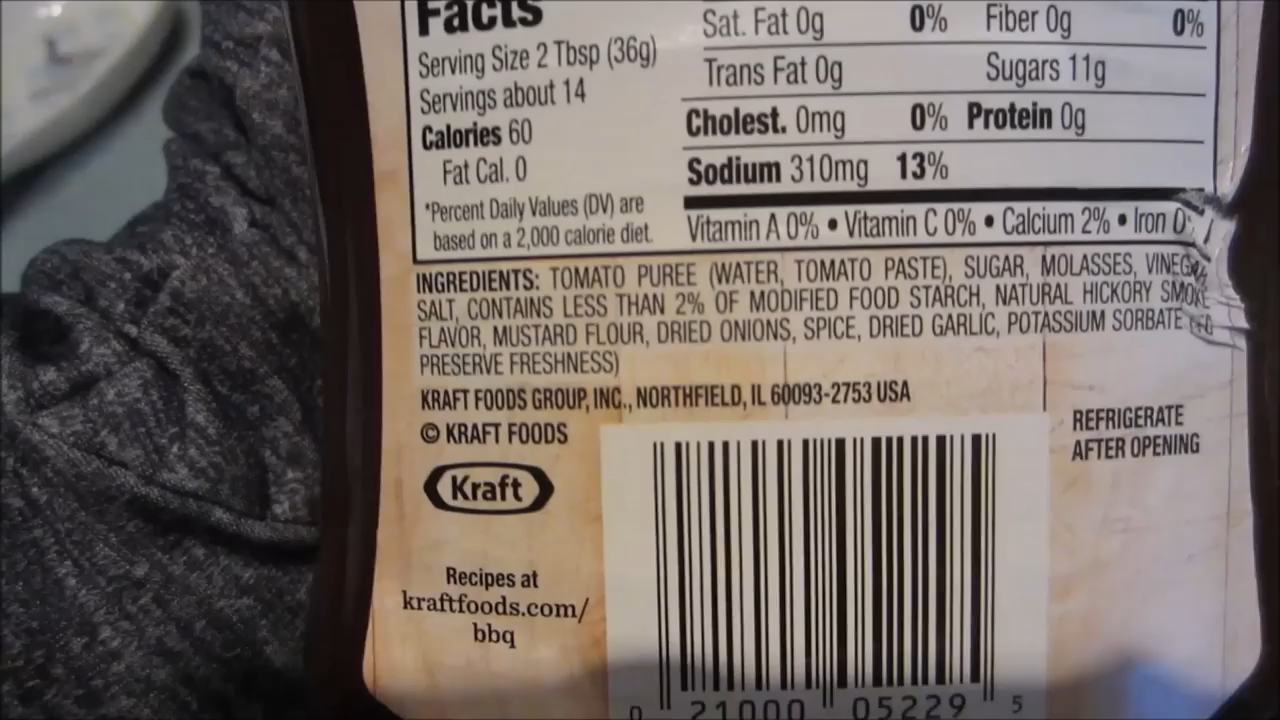 Facts
Serving Size 2 Tbsp (36g)
Servings about 14
Calories 60
Fat Cal. 0
*Percent Daily Values (DV) are
based on a 2,000 calorie diet.
Sat. Fat 0g 0% Fiber 0g 0%
Trans Fat 0g Sugars 11g
Cholest. 0mg 0% Protein 0g
Sodium 310mg 13%
Vitamin A 0% • Vitamin C 0% • Calcium 2% • Iron
INGREDIENTS: TOMATO PUREE (WATER, TOMATO PASTE), SUGAR, MOLASSES,
SALT, CONTAINS LESS THAN 2% OF MODIFIED FOOD STARCH, NATURAL HICKORY SMOKE
FLAVOR, MUSTARD FLOUR, DRIED ONIONS, SPICE, DRIED GARLIC, POTASSIUM SORBATE
PRESERVE FRESHNESS)
KRAFT FOODS GROUP, INC., NORTHFIELD, IL 60093-2753 USA
© KRAFT FOODS
Kraft
Recipes at
kraftfoods.com/
bbq
REFRIGERATE
AFTER OPENING
0 21000 05229 5